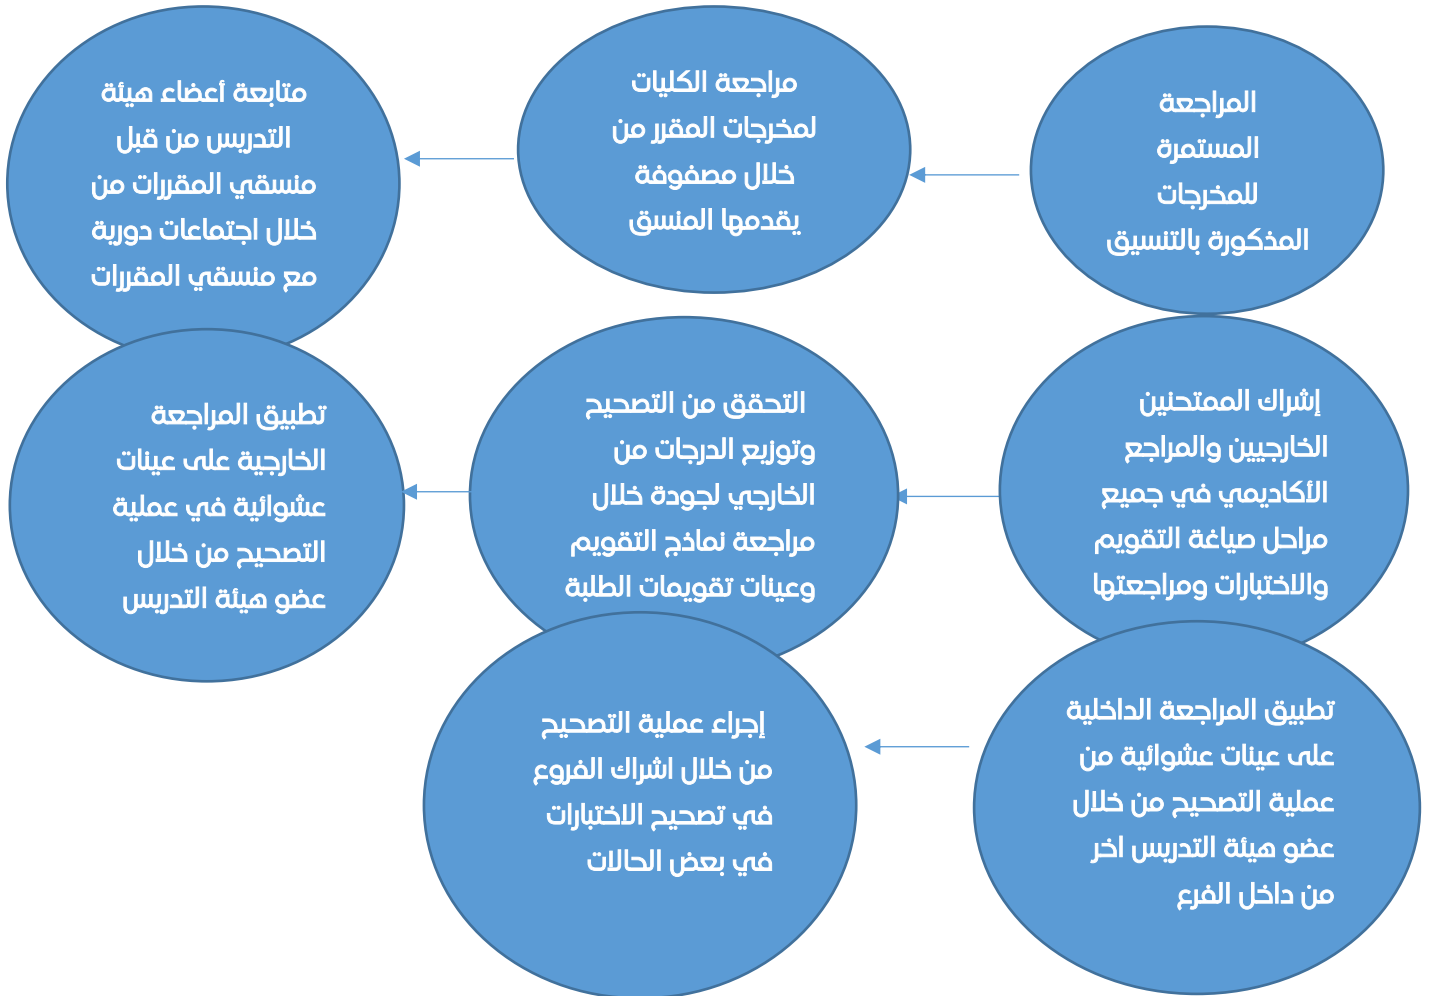 المراجعة
المستمرة
للمخرجات
المذكورة بالتنسيق
مراجعة الكليات
لمخرجات المقرر من
خلال مصفوفة
يقدمها المنسق
متابعة أعضاء هيئة
التدريس من قبل
منسقي المقررات من
خلال اجتماعات دورية
مع منسقي المقررات
إشراك الممتحنين
الخارجيين والمراجع
الأكاديمي في جميع
مراحل صياغة التقويم
والاختبارات ومراجعتها
التحقق من التصحيح
وتوزيع الدرجات من
الخارجي لجودة خلال
مراجعة نماذج التقويم
وعينات تقويمات الطلبة
تطبيق المراجعة
الخارجية على عينات
عشوائية في عملية
التصحيح من خلال
عضو هيئة التدريس
تطبيق المراجعة الداخلية
على عينات عشوائية من
عملية التصحيح من خلال
عضو هيئة التدريس اخر
من داخل الفرع
إجراء عملية التصحيح
من خلال اشراك الفروع
في تصحيح الاختبارات
في بعض الحالات